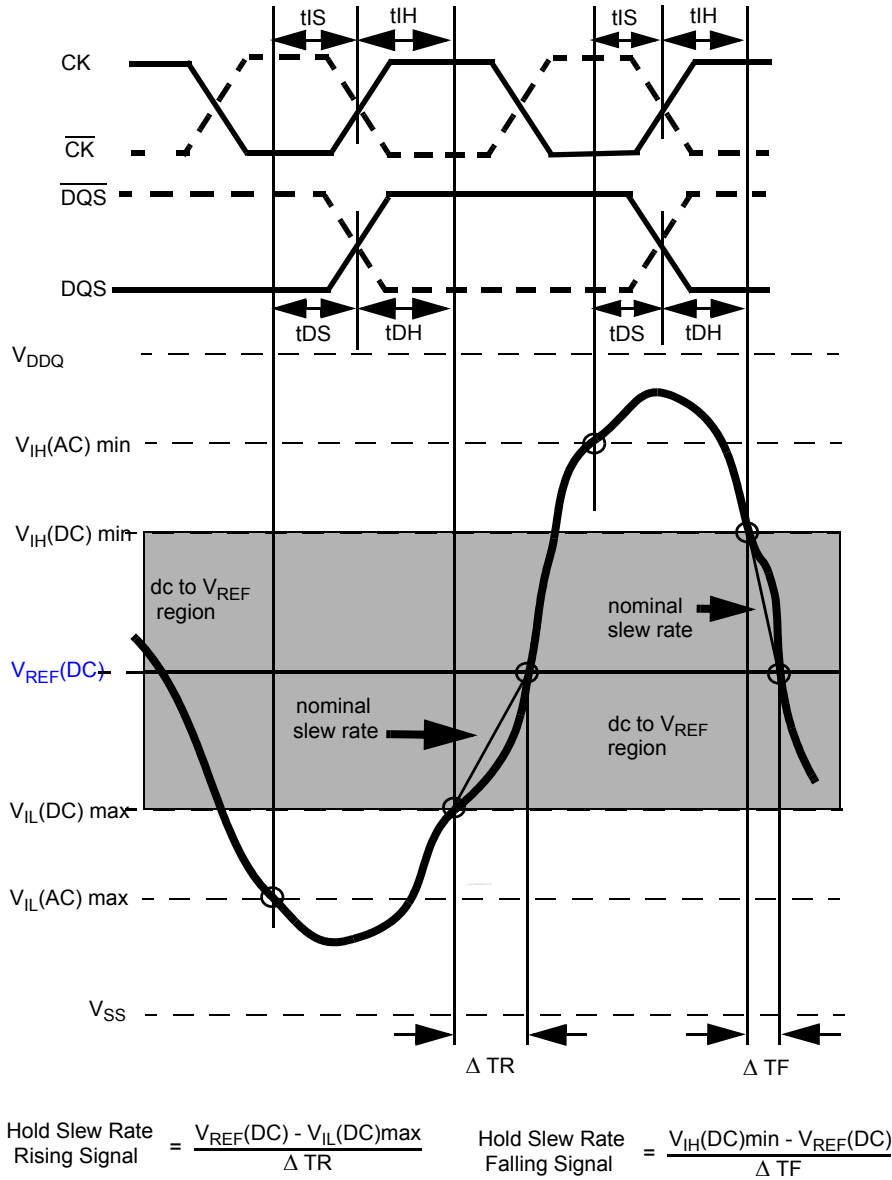 tIS tIH tIS tIH
CK
CK
DQS
DQS
tDS tDH tDS tDH
VDDQ
VIH(AC) min
VIH(DC) min
dc to VREF
region
nominal
slew rate
VREF(DC)
nominal
slew rate
dc to VREF
region
VIL(DC) max
VIL(AC) max
VSS
Δ TR
Δ TF
Hold Slew Rate
Rising Signal
=
VREF(DC) - VIL(DC)max
Δ TR
Hold Slew Rate
Falling Signal
=
VIH(DC)min - VREF(DC)
Δ TF